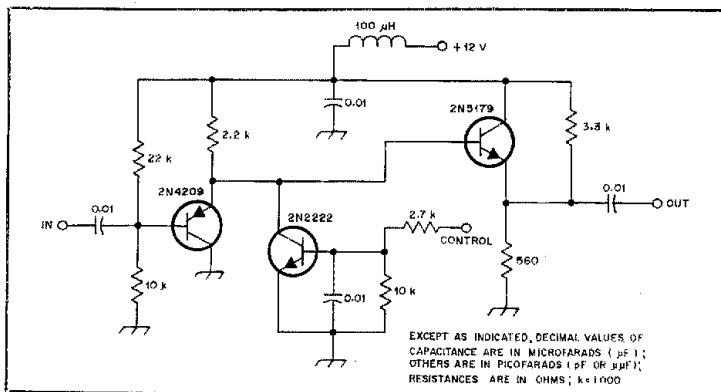 100 µH
+12 V
0.01
2N5179
2.2 k
3.3 k
22 k
2N4209
0.01
OUT
0.01
2N2222
2.7 k
IN
CONTROL
560
10 k
0.01
10 k
EXCEPT AS INDICATED, DECIMAL VALUES OF
CAPACITANCE ARE IN MICROFARADS ( µF ) ;
OTHERS ARE IN PICOFARADS ( pF OR µµF);
RESISTANCES ARE IN OHMS; k=1000